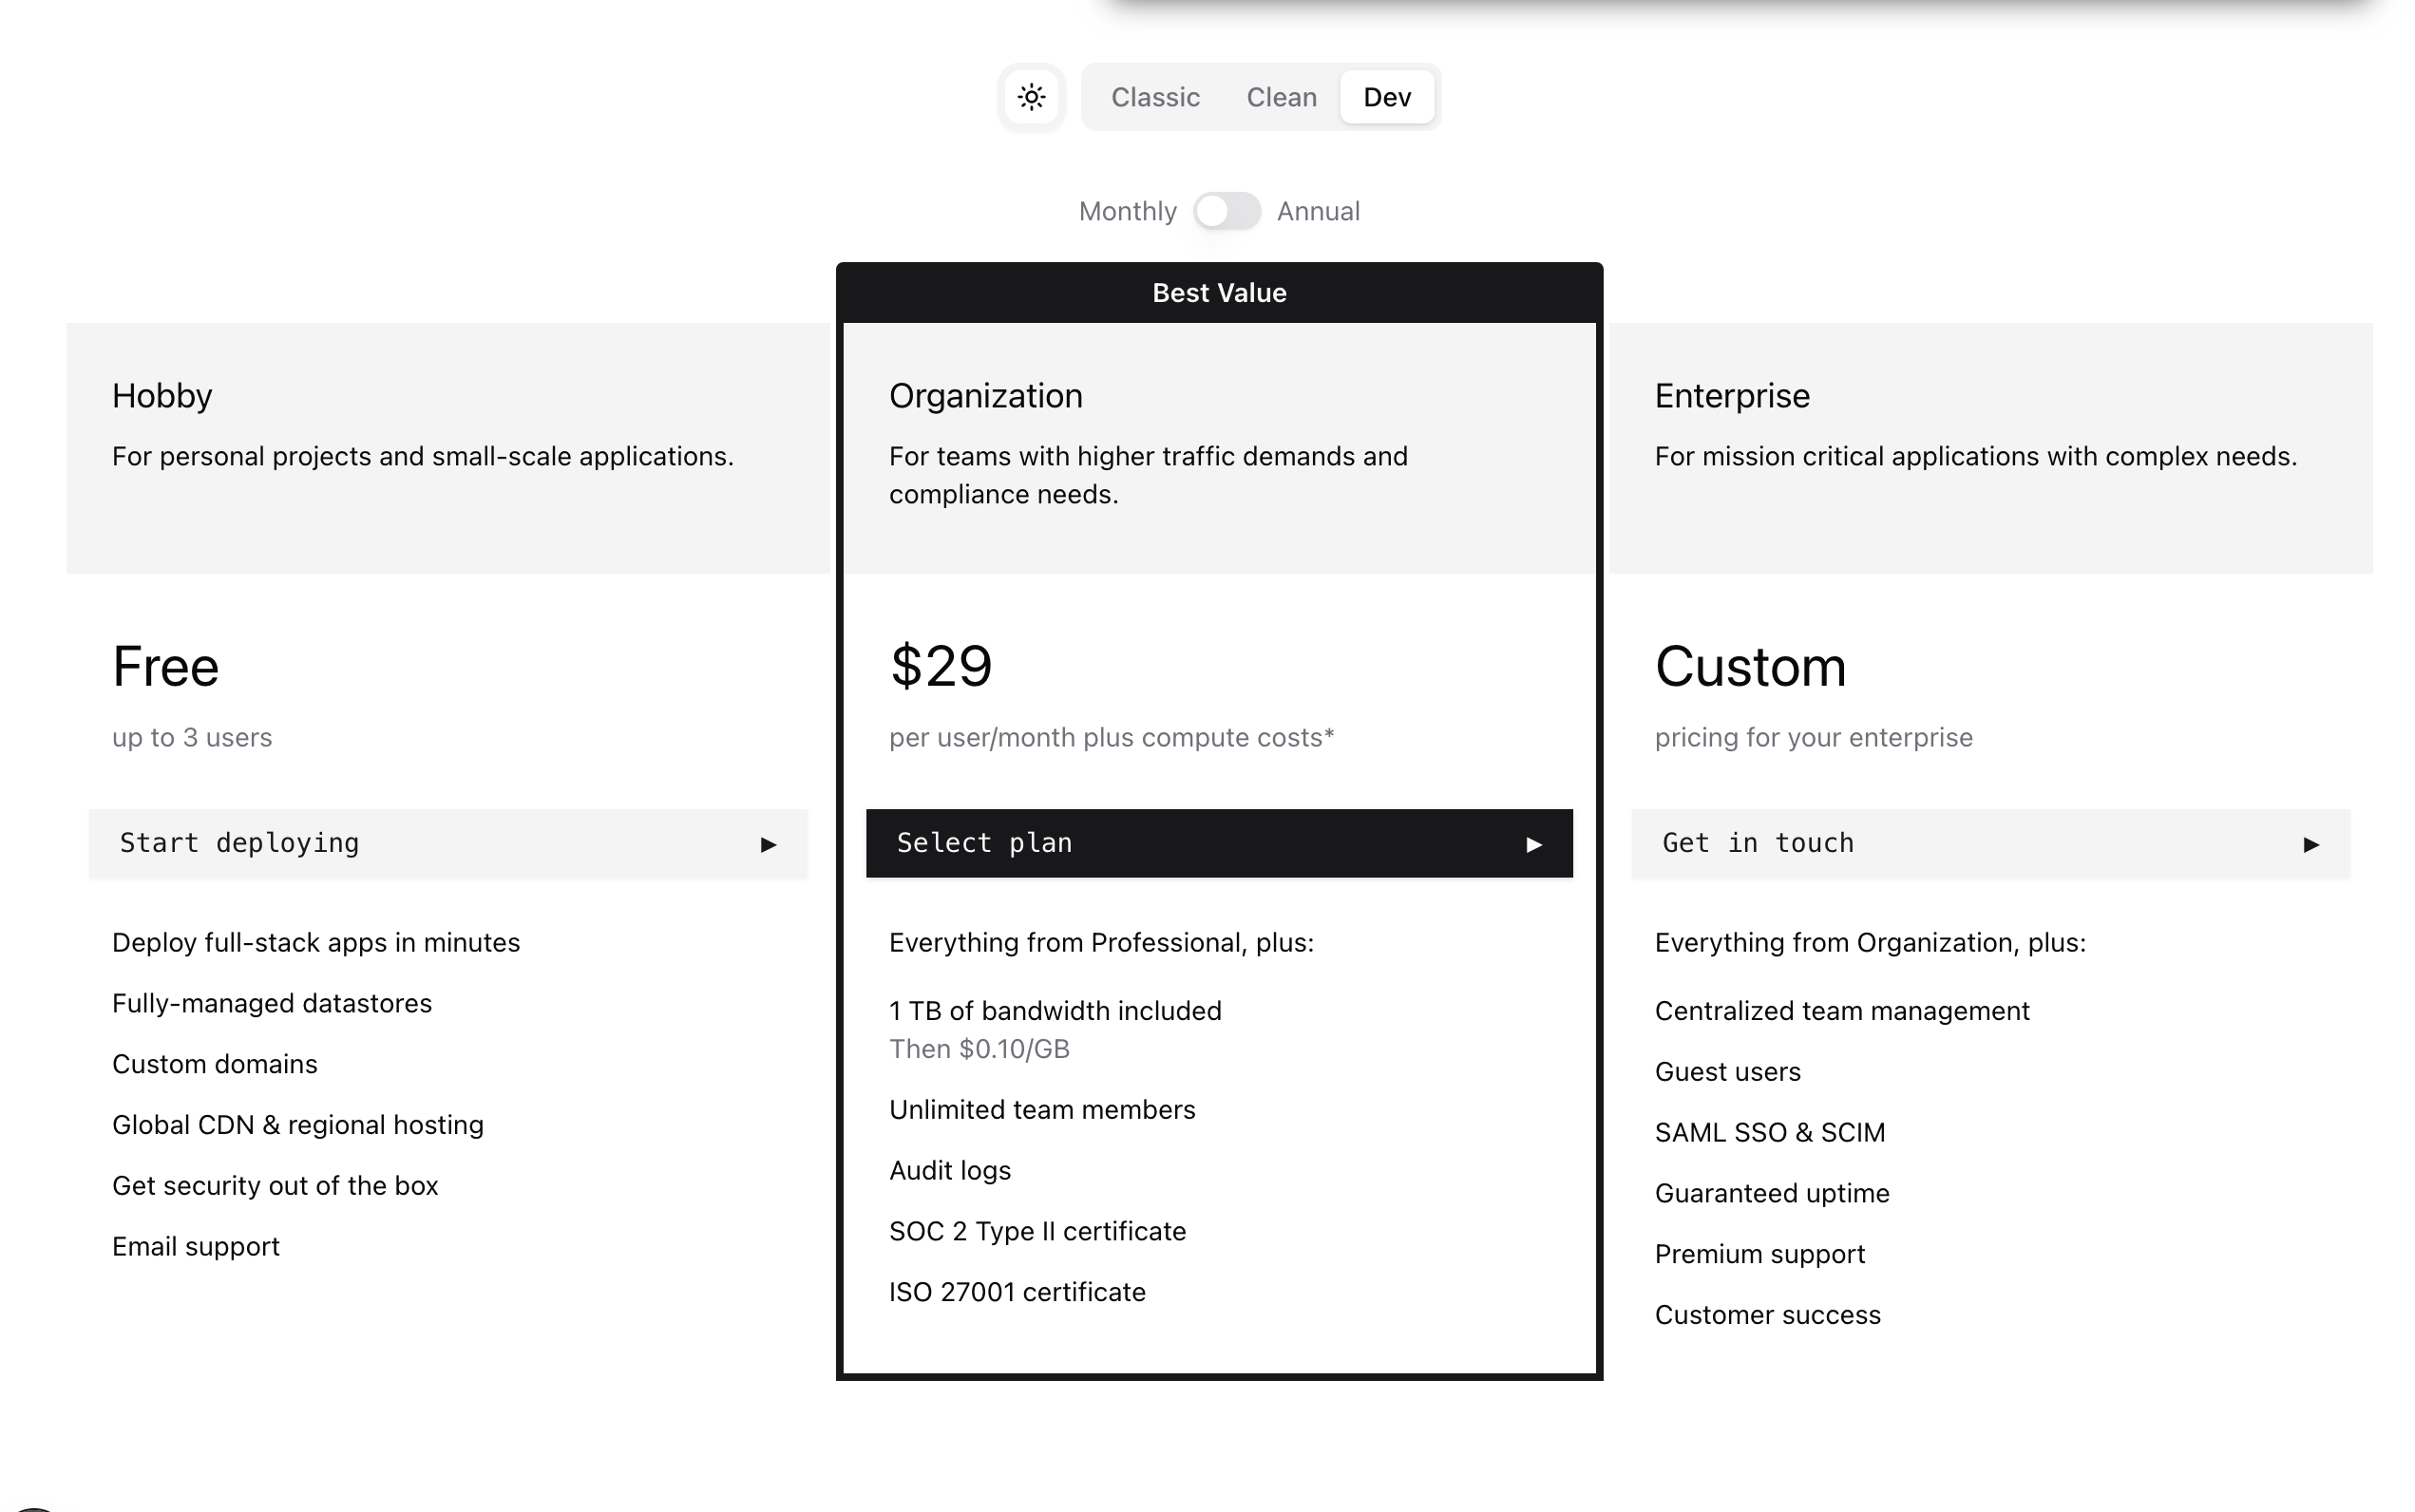 Classic Clean Dev
Monthly Annual
Best Value
Hobby
For personal projects and small-scale applications.
Free
up to 3 users
Start deploying ▶
Deploy full-stack apps in minutes
Fully-managed datastores
Custom domains
Global CDN & regional hosting
Get security out of the box
Email support
Organization
For teams with higher traffic demands and
compliance needs.
$29
per user/month plus compute costs*
Select plan ▶
Everything from Professional, plus:
1 TB of bandwidth included
Then $0.10/GB
Unlimited team members
Audit logs
SOC 2 Type II certificate
ISO 27001 certificate
Enterprise
For mission critical applications with complex needs.
Custom
pricing for your enterprise
Get in touch ▶
Everything from Organization, plus:
Centralized team management
Guest users
SAML SSO & SCIM
Guaranteed uptime
Premium support
Customer success